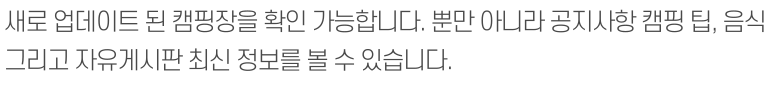 새로 업데이트 된 캠핑장을 확인 가능합니다. 뿐만 아니라 공지사항 캠핑 팁, 음식
그리고 자유게시판 최신 정보를 볼 수 있습니다.